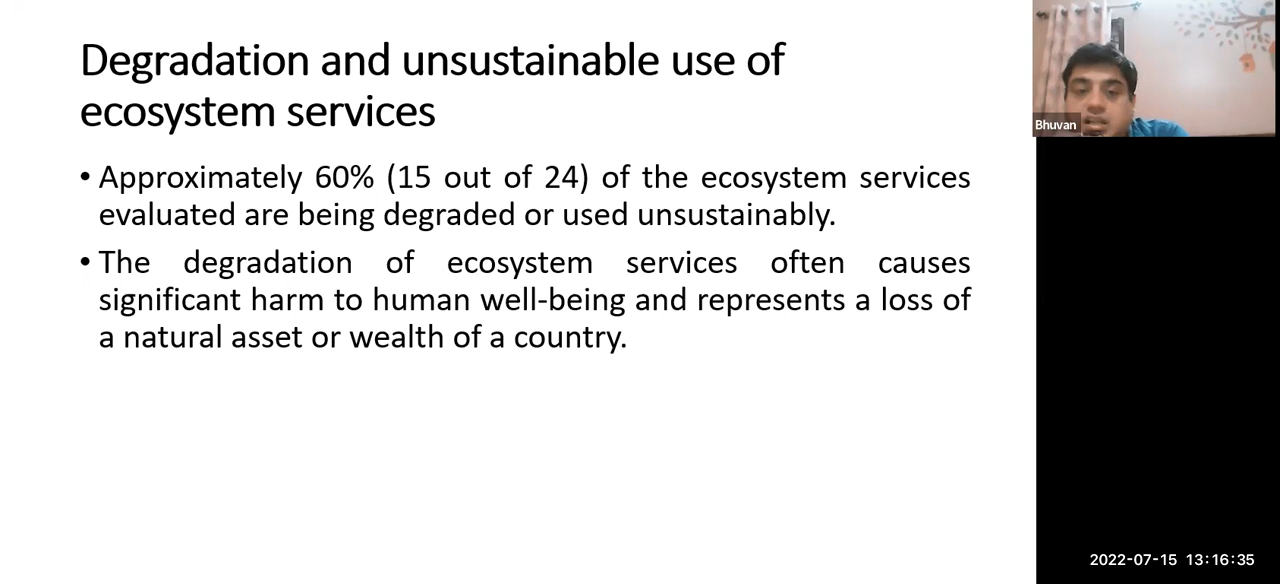 Degradation and unsustainable use of
ecosystem services
• Approximately 60% (15 out of 24) of the ecosystem services
evaluated are being degraded or used unsustainably.
• The degradation of ecosystem services often causes
significant harm to human well-being and represents a loss of
a natural asset or wealth of a country.
Bhuvan
2022-07-15 13:16:35